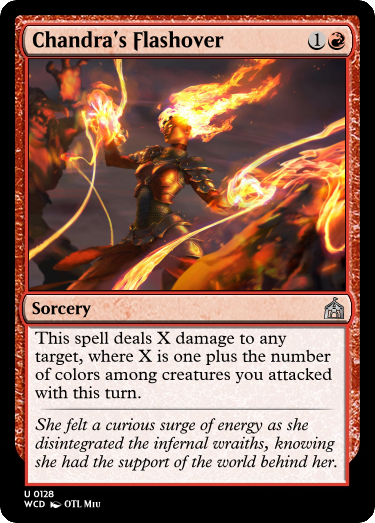 Chandra's Flashover 1
Sorcery
This spell deals X damage to any
target, where X is one plus the number
of colors among creatures you attacked
with this turn.
She felt a curious surge of energy as she
disintegrated the infernal wraiths, knowing
she had the support of the world behind her.
U 0128
WCD OTL Miu